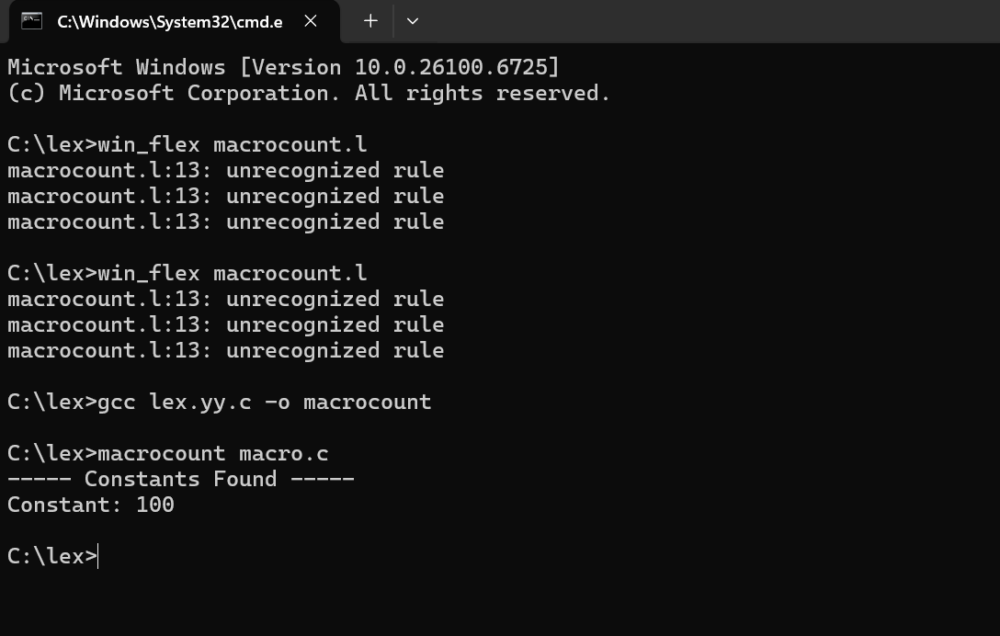 C:\Windows\System32\cmd.e
Microsoft Windows [Version 10.0.26100.6725]
(c) Microsoft Corporation. All rights reserved.
C:\lex>win_flex macrocount.l
macrocount.l:13: unrecognized rule
macrocount.l:13: unrecognized rule
macrocount.l:13: unrecognized rule
C:\lex>win_flex macrocount.l
macrocount.l:13: unrecognized rule
macrocount.l:13: unrecognized rule
macrocount.l:13: unrecognized rule
C:\lex>gcc lex.yy.c -o macrocount
C:\lex>macrocount macro.c
----- Constants Found -----
Constant: 100
C:\lex>